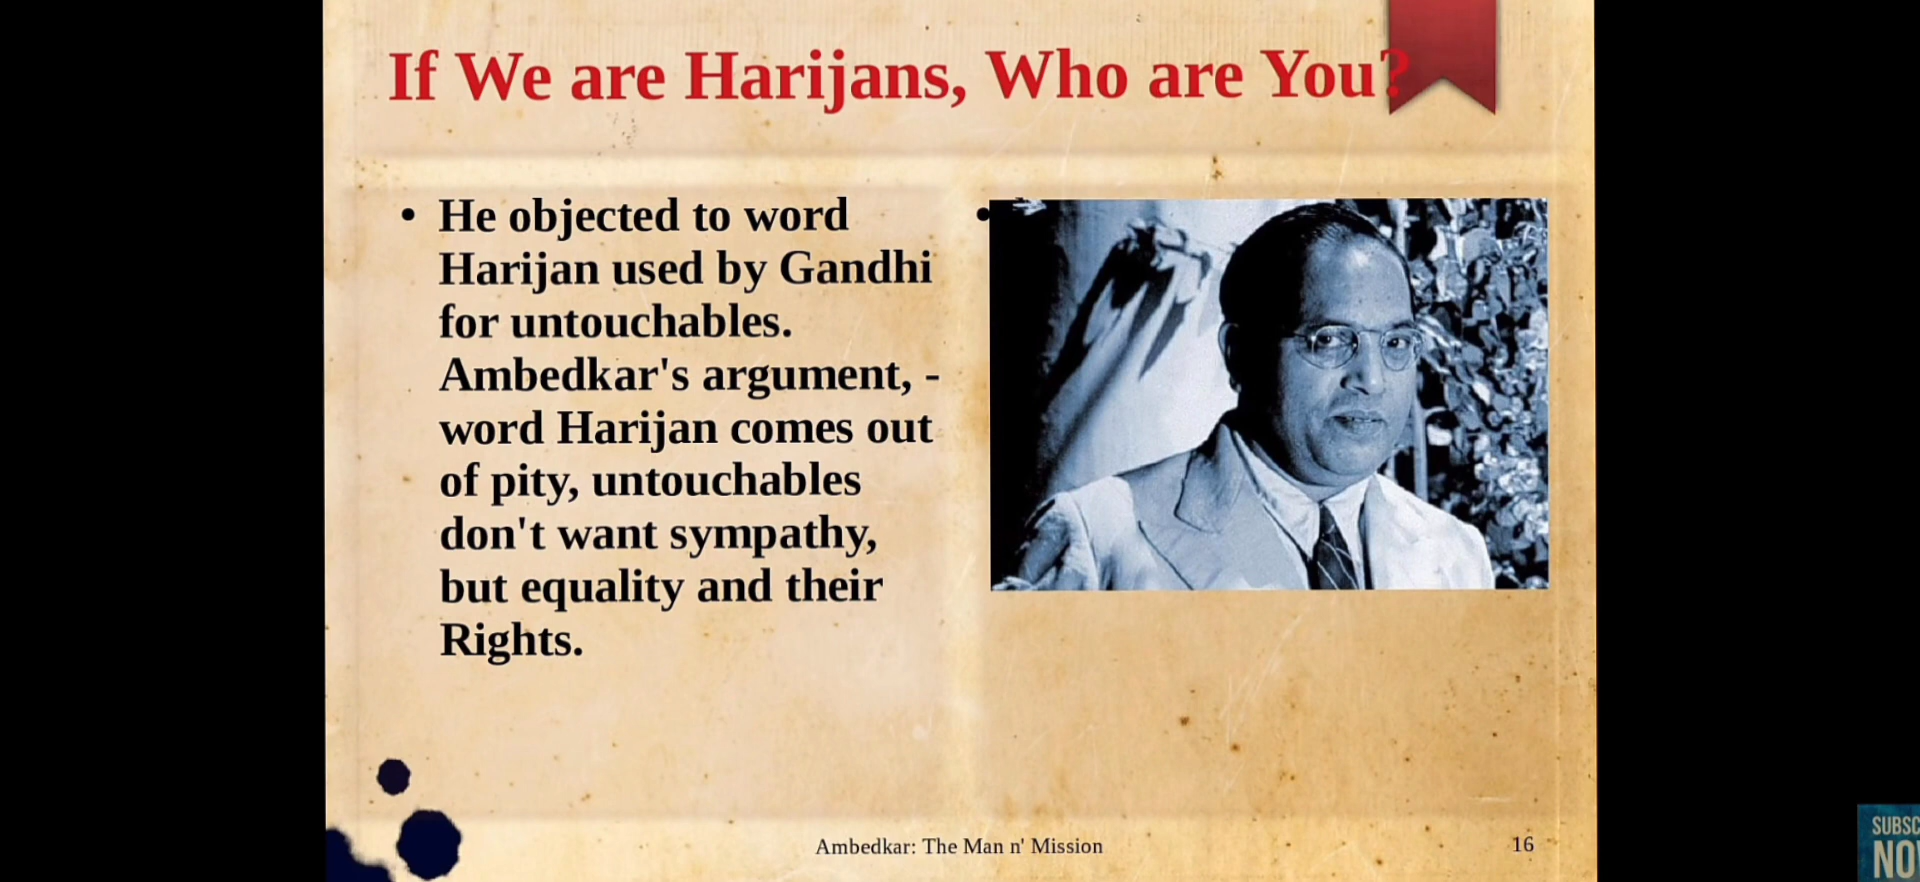 If We are Harijans, Who are You?
• He objected to word
Harijan used by Gandhi
for untouchables.
Ambedkar's argument, -
word Harijan comes out
of pity, untouchables
don't want sympathy,
but equality and their
Rights.
•
Ambedkar: The Man n' Mission
16